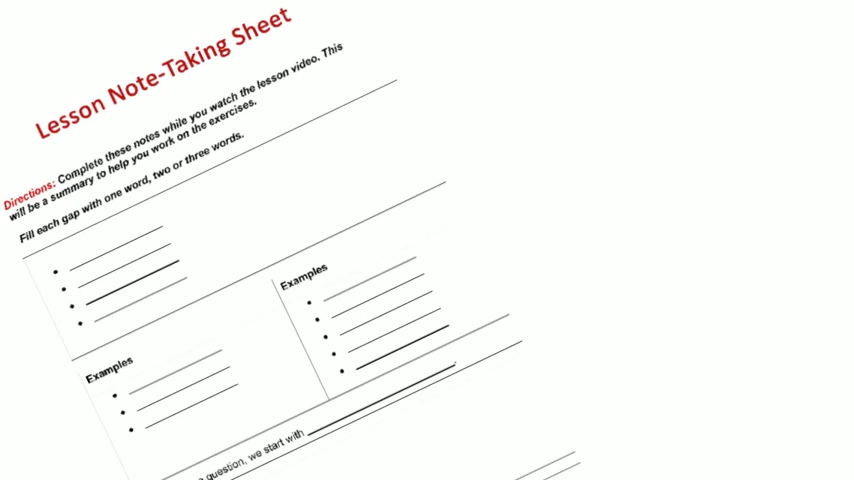 Lesson Note-Taking Sheet
Directions: Complete these notes while you watch the lesson video. This
will be a summary to help you work on the exercises.
Fill each gap with one word, two or three words.
Examples
Examples
question, we start with